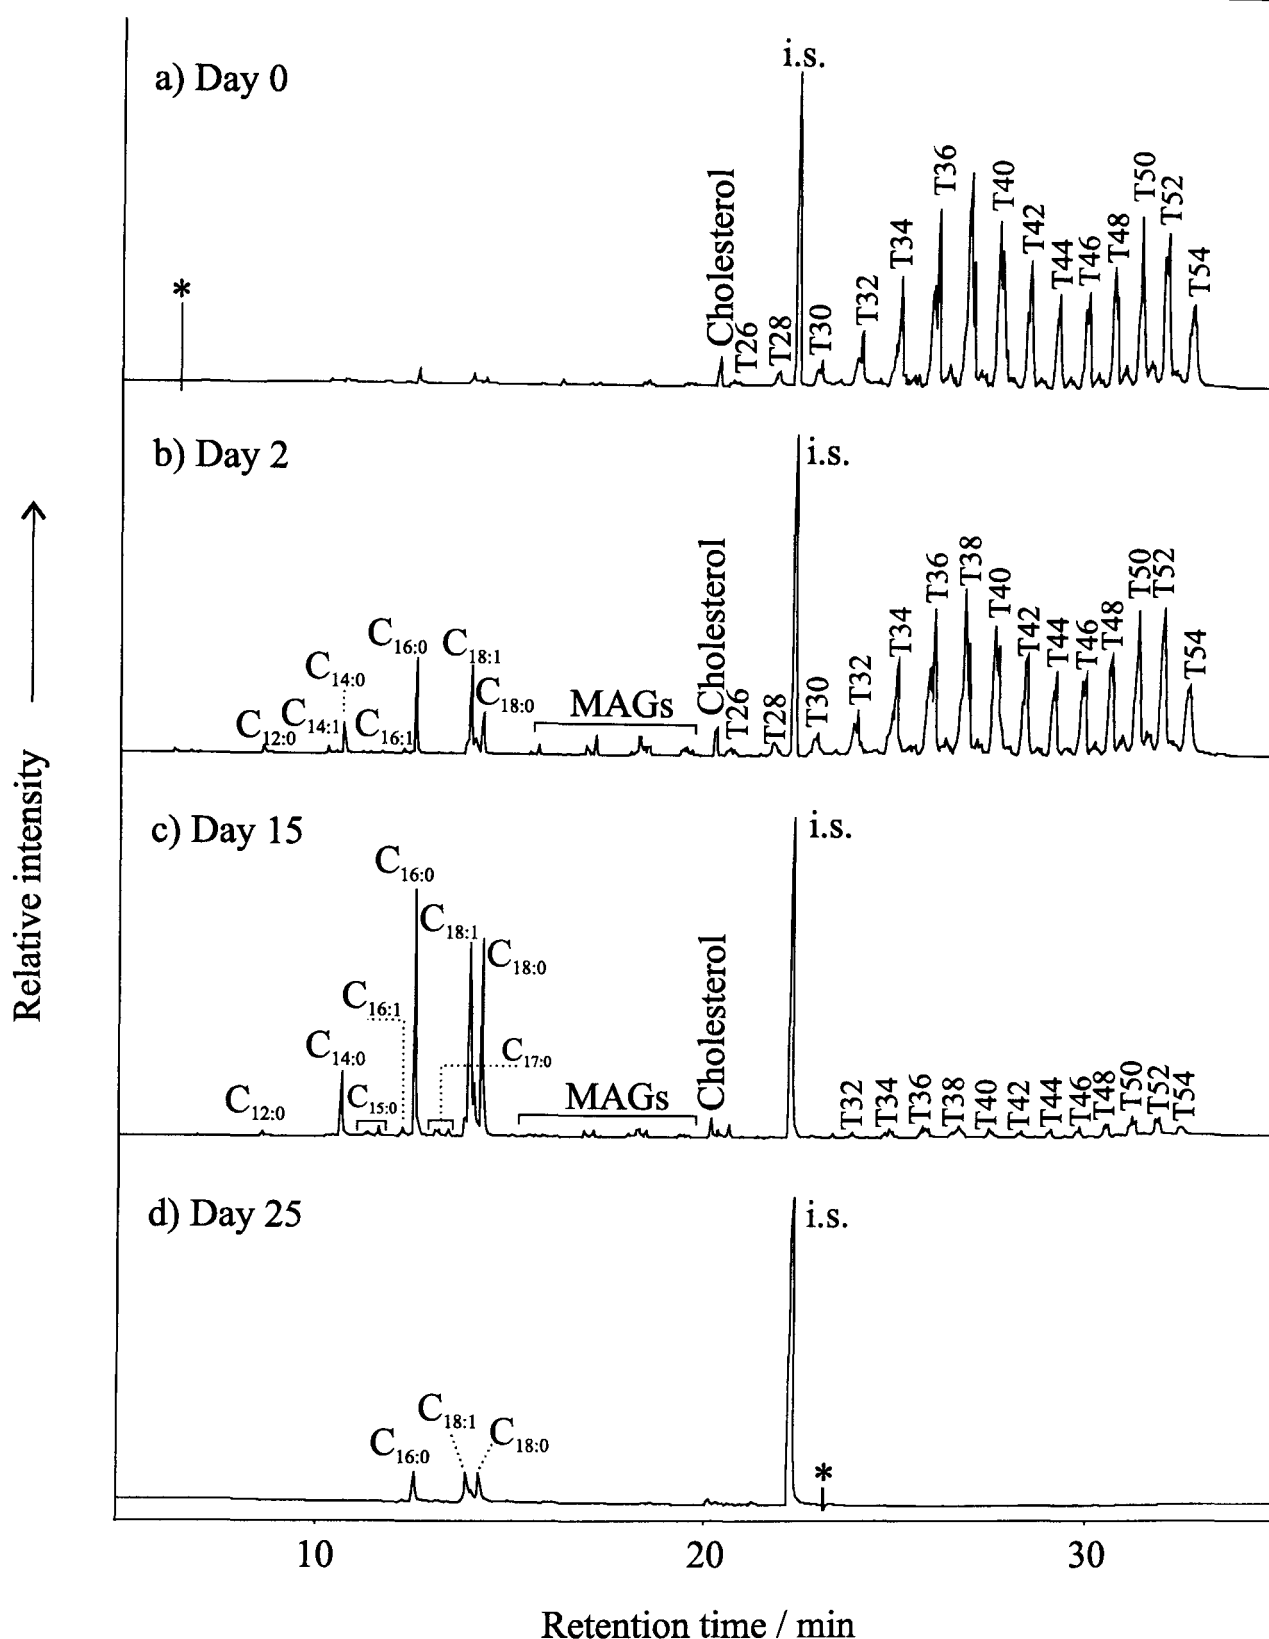 a) Day 0
i.s.
*
Cholesterol
T26
T28
T30
T32
T34
T36
T40
T42
T44
T46
T48
T50
T52
T54
b) Day 2
i.s.
C12:0
C14:1
C14:0
C16:1
C16:0
C18:1
C18:0
MAGs
Cholesterol
T26
T28
T30
T32
T34
T36
T38
T40
T42
T44
T46
T48
T50
T52
T54
c) Day 15
i.s.
C12:0
C14:0
C15:0
C16:1
C16:0
C17:0
C18:1
C18:0
MAGs
Cholesterol
T32
T34
T36
T38
T40
T42
T44
T46
T48
T50
T52
T54
d) Day 25
i.s.
C16:0
C18:1
C18:0
*
10
20
30
Retention time / min
Relative intensity